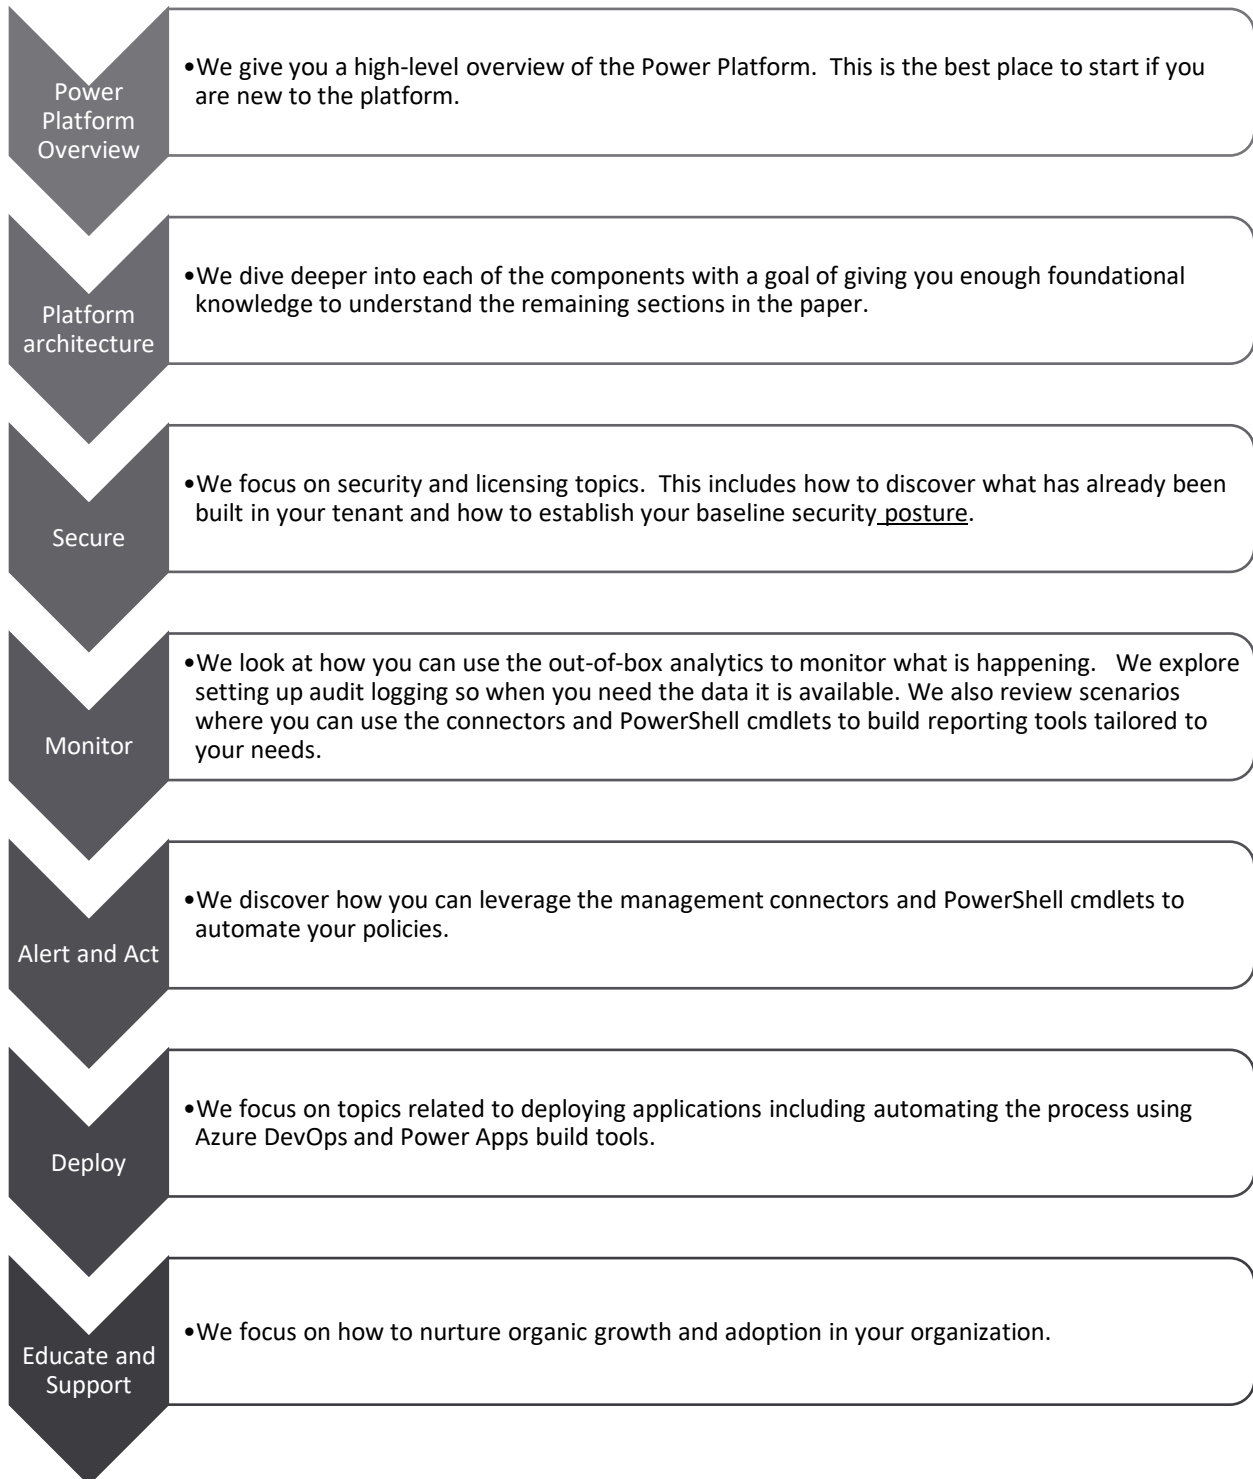 Power
Platform
Overview
•We give you a high-level overview of the Power Platform.  This is the best place to start if you
are new to the platform.
Platform
architecture
•We dive deeper into each of the components with a goal of giving you enough foundational
knowledge to understand the remaining sections in the paper.
Secure
•We focus on security and licensing topics.  This includes how to discover what has already been
built in your tenant and how to establish your baseline security posture.
Monitor
•We look at how you can use the out-of-box analytics to monitor what is happening.   We explore
setting up audit logging so when you need the data it is available. We also review scenarios
where you can use the connectors and PowerShell cmdlets to build reporting tools tailored to
your needs.
Alert and Act
•We discover how you can leverage the management connectors and PowerShell cmdlets to
automate your policies.
Deploy
•We focus on topics related to deploying applications including automating the process using
Azure DevOps and Power Apps build tools.
Educate and
Support
•We focus on how to nurture organic growth and adoption in your organization.